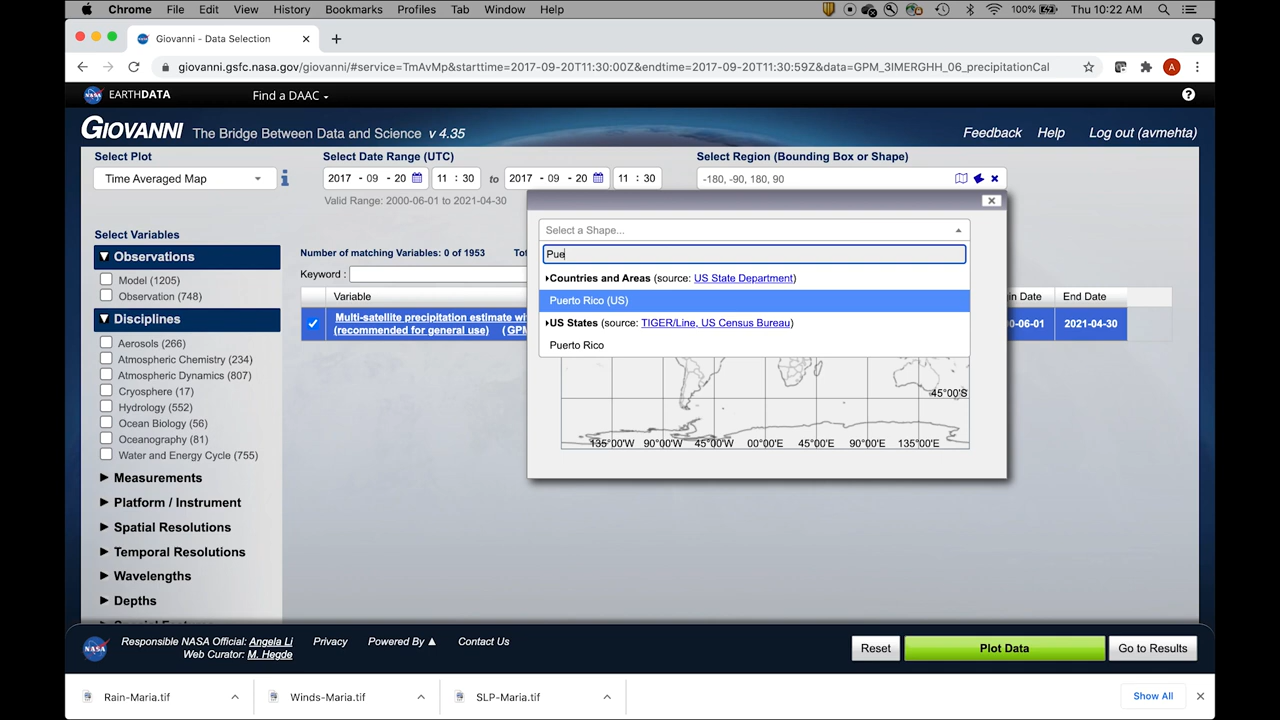 Chrome File Edit View History Bookmarks Profiles Tab Window Help 100% Thu 10:22 AM
Giovanni - Data Selection
giovanni.gsfc.nasa.gov/giovanni/#service=TmAvMp&starttime=2017-09-20T11:30:00Z&endtime=2017-09-20T11:30:59Z&data=GPM_3IMERGHH_06_precipitationCal A
NASA EARTHDATA Find a DAAC
GIOVANNI The Bridge Between Data and Science v 4.35 Feedback Help Log out (avmehta)
Select Plot Select Date Range (UTC) Select Region (Bounding Box or Shape)
Time Averaged Map i 2017 - 09 - 20 11 : 30 to 2017 - 09 - 20 11 : 30 -180, -90, 180, 90
Valid Range: 2000-06-01 to 2021-04-30
Select a Shape...
Select Variables
Observations Number of matching Variables: 0 of 1953 Pue
Model (1205) Keyword : Countries and Areas (source: US State Department)
Observation (748) Variable Puerto Rico (US) in Date End Date
Disciplines Multi-satellite precipitation estimate wi US States (source: TIGER/Line, US Census Bureau) 0-06-01 2021-04-30
(recommended for general use) (GPM
Aerosols (266) Puerto Rico
Atmospheric Chemistry (234)
Atmospheric Dynamics (807)
Cryosphere (17) 45°00'S
Hydrology (552)
Ocean Biology (56)
Oceanography (81) 135°00'W 90°00'W 45°00'W 00°00'E 45°00'E 90°00'E 135°00'E
Water and Energy Cycle (755)
Measurements
Platform / Instrument
Spatial Resolutions
Temporal Resolutions
Wavelengths
Depths
NASA Responsible NASA Official: Angela Li Privacy Powered By ▲ Contact Us Reset Plot Data Go to Results
Web Curator: M. Hegde
Rain-Maria.tif Winds-Maria.tif SLP-Maria.tif Show All